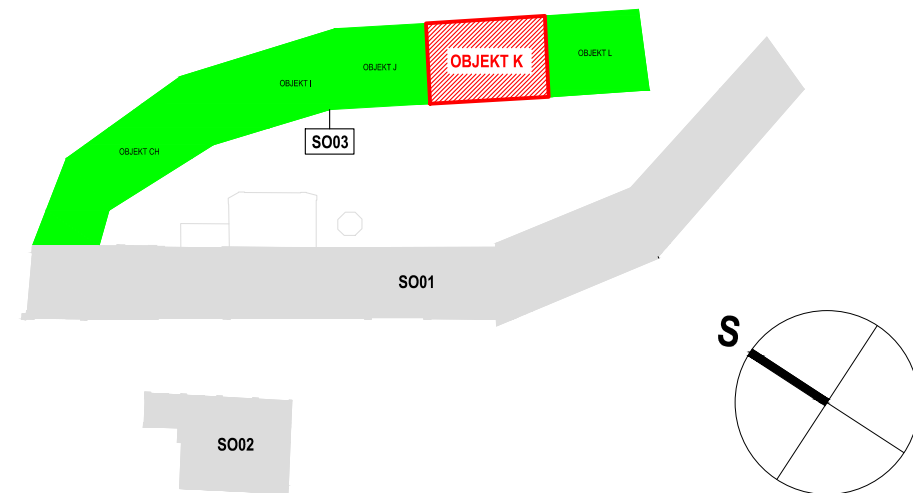 OBJEKT L
OBJEKT K
OBJEKT J
OBJEKT I
OBJEKT CH
SO03
SO01
S
SO02